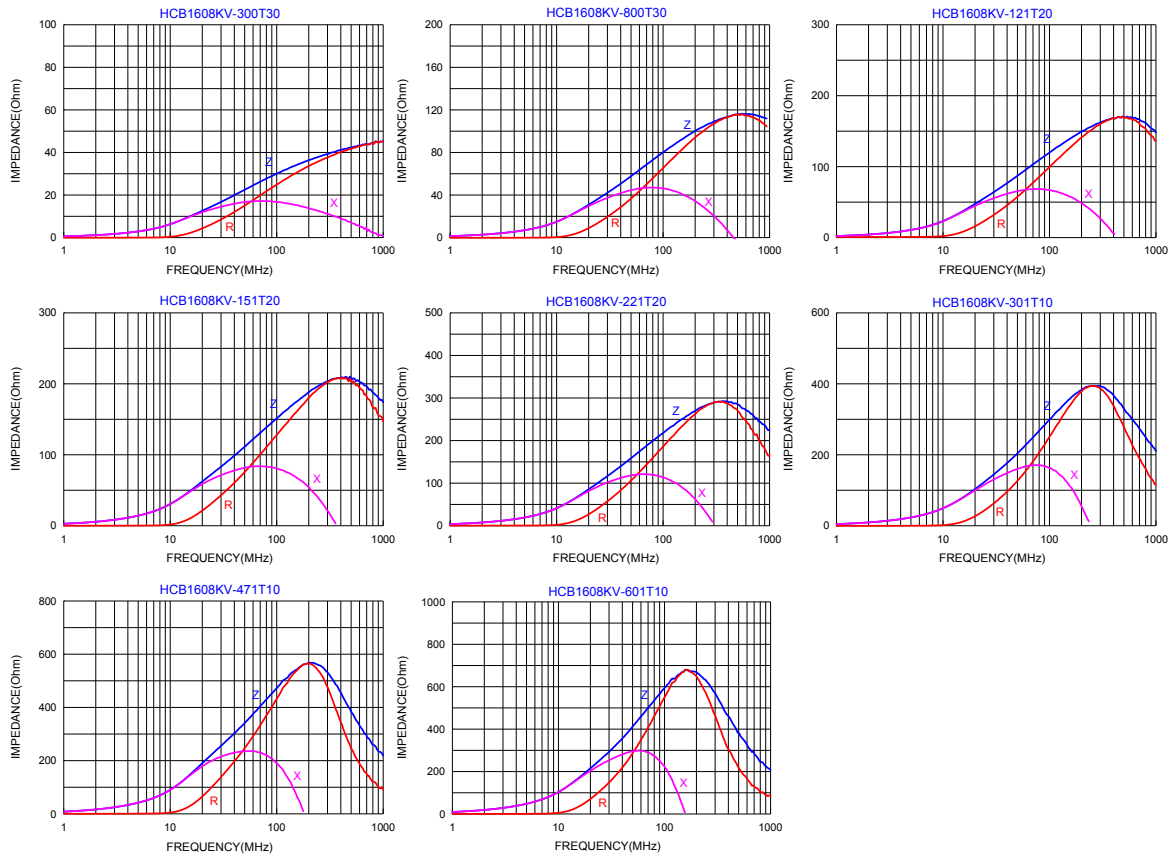 HCB1608KV-300T30
IMPEDANCE(Ohm)
100
80
60
40
20
0
Z
R
X
1 10 100 1000
FREQUENCY(MHz)
HCB1608KV-800T30
IMPEDANCE(Ohm)
200
160
120
80
40
0
Z
R
X
1 10 100 1000
FREQUENCY(MHz)
HCB1608KV-121T20
IMPEDANCE(Ohm)
300
200
100
0
Z
R
X
1 10 100 1000
FREQUENCY(MHz)
HCB1608KV-151T20
IMPEDANCE(Ohm)
300
200
100
0
Z
R
X
1 10 100 1000
FREQUENCY(MHz)
HCB1608KV-221T20
IMPEDANCE(Ohm)
500
400
300
200
100
0
Z
R
X
1 10 100 1000
FREQUENCY(MHz)
HCB1608KV-301T10
IMPEDANCE(Ohm)
600
400
200
0
Z
R
X
1 10 100 1000
FREQUENCY(MHz)
HCB1608KV-471T10
IMPEDANCE(Ohm)
800
600
400
200
0
Z
R
X
1 10 100 1000
FREQUENCY(MHz)
HCB1608KV-601T10
IMPEDANCE(Ohm)
1000
800
600
400
200
0
Z
R
X
1 10 100 1000
FREQUENCY(MHz)